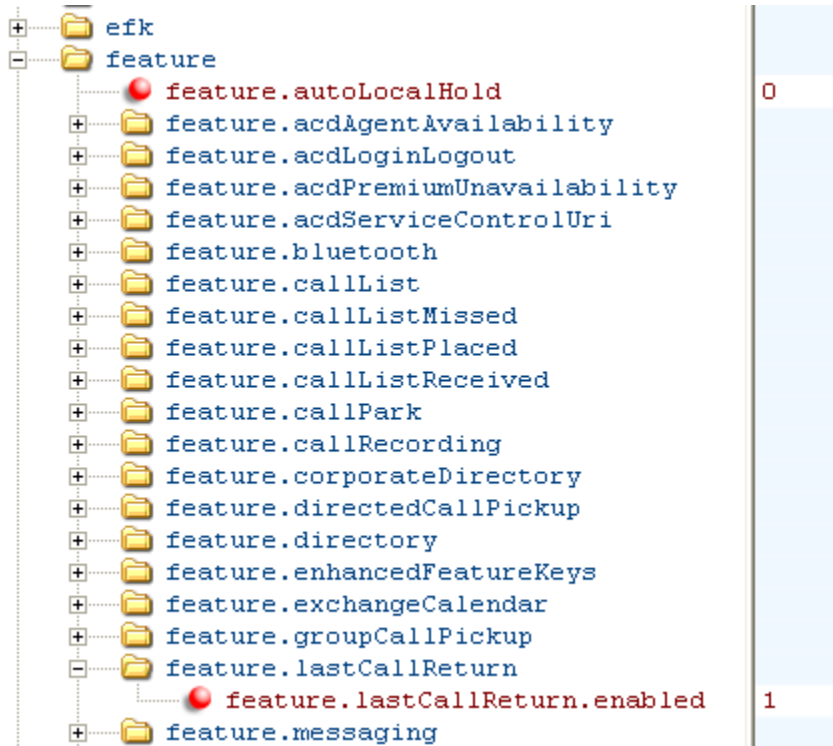 efk
feature
feature.autoLocalHold 0
feature.acdAgentAvailability
feature.acdLoginLogout
feature.acdPremiumUnavailability
feature.acdServiceControlUri
feature.bluetooth
feature.callList
feature.callListMissed
feature.callListPlaced
feature.callListReceived
feature.callPark
feature.callRecording
feature.corporateDirectory
feature.directedCallPickup
feature.directory
feature.enhancedFeatureKeys
feature.exchangeCalendar
feature.groupCallPickup
feature.lastCallReturn
feature.lastCallReturn.enabled 1
feature.messaging